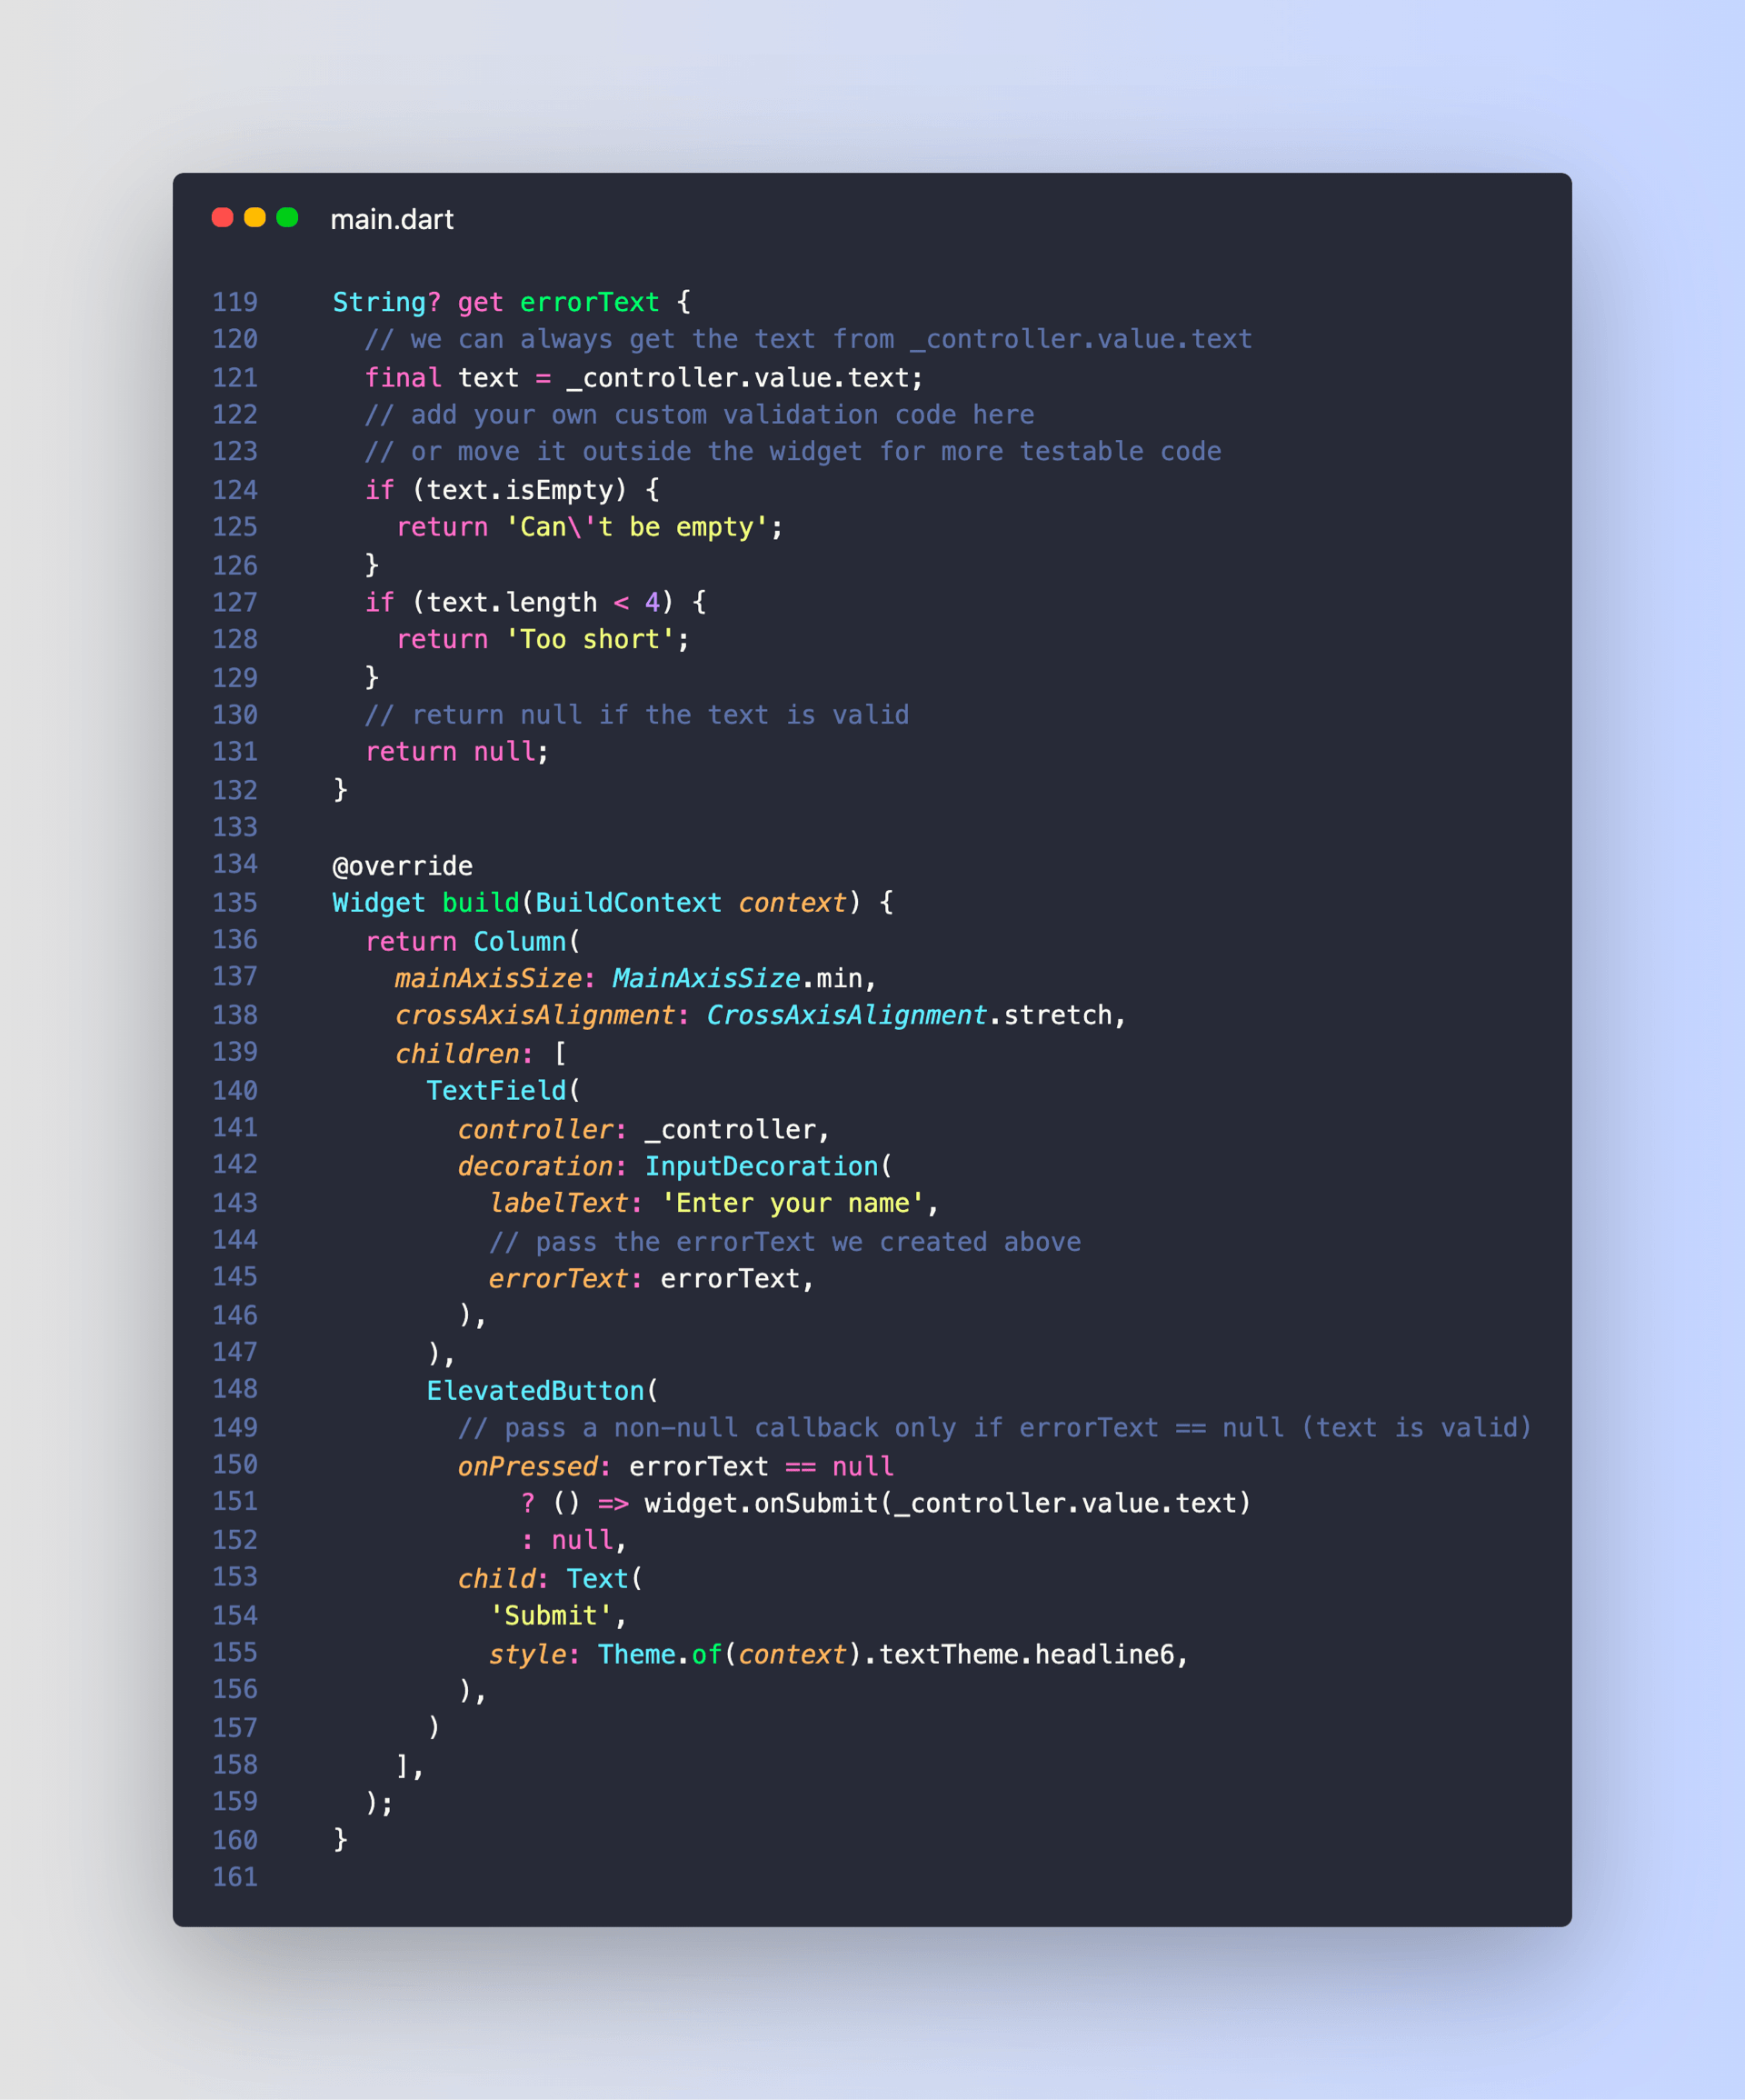 main.dart
119 String? get errorText {
120 // we can always get the text from _controller.value.text
121 final text = _controller.value.text;
122 // add your own custom validation code here
123 // or move it outside the widget for more testable code
124 if (text.isEmpty) {
125 return 'Can\'t be empty';
126 }
127 if (text.length < 4) {
128 return 'Too short';
129 }
130 // return null if the text is valid
131 return null;
132 }
133
134 @override
135 Widget build(BuildContext context) {
136 return Column(
137 mainAxisSize: MainAxisSize.min,
138 crossAxisAlignment: CrossAxisAlignment.stretch,
139 children: [
140 TextField(
141 controller: _controller,
142 decoration: InputDecoration(
143 labelText: 'Enter your name',
144 // pass the errorText we created above
145 errorText: errorText,
146 ),
147 ),
148 ElevatedButton(
149 // pass a non-null callback only if errorText == null (text is valid)
150 onPressed: errorText == null
151 ? () => widget.onSubmit(_controller.value.text)
152 : null,
153 child: Text(
154 'Submit',
155 style: Theme.of(context).textTheme.headline6,
156 ),
157 )
158 ],
159 );
160 }
161